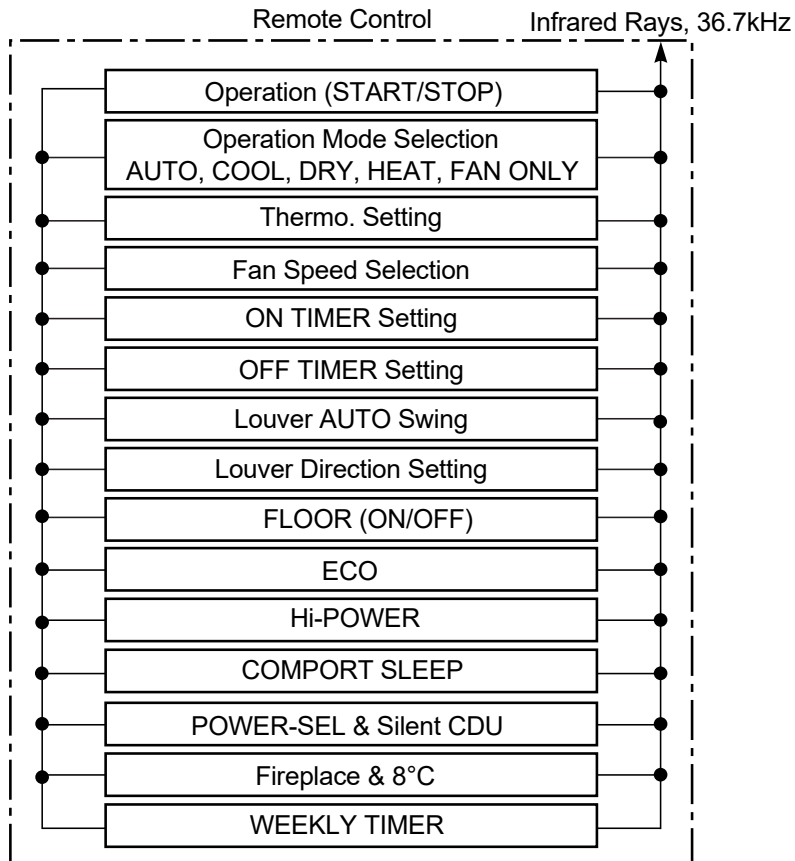 Remote Control
Infrared Rays, 36.7kHz
Operation (START/STOP)
Operation Mode Selection
AUTO, COOL, DRY, HEAT, FAN ONLY
Thermo. Setting
Fan Speed Selection
ON TIMER Setting
OFF TIMER Setting
Louver AUTO Swing
Louver Direction Setting
FLOOR (ON/OFF)
ECO
Hi-POWER
COMPORT SLEEP
POWER-SEL & Silent CDU
Fireplace & 8°C
WEEKLY TIMER